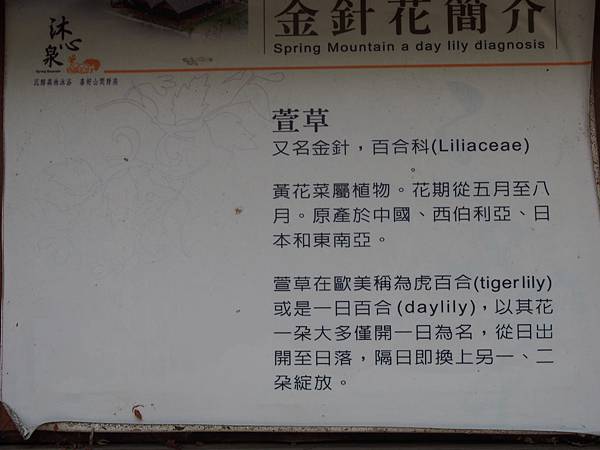 沐心泉
Spring Mountain
金針花簡介
Spring Mountain a day lily diagnosis
萱草
又名金針，百合科(Liliaceae)
。
黃花菜屬植物。花期從五月至八
月。原產於中國、西伯利亞、日
本和東南亞。
萱草在歐美稱為虎百合(tigerlily)
或是一日百合(daylily)，以其花
一朵大多僅開一日為名，從日出
開至日落，隔日即換上另一、二
朵綻放。